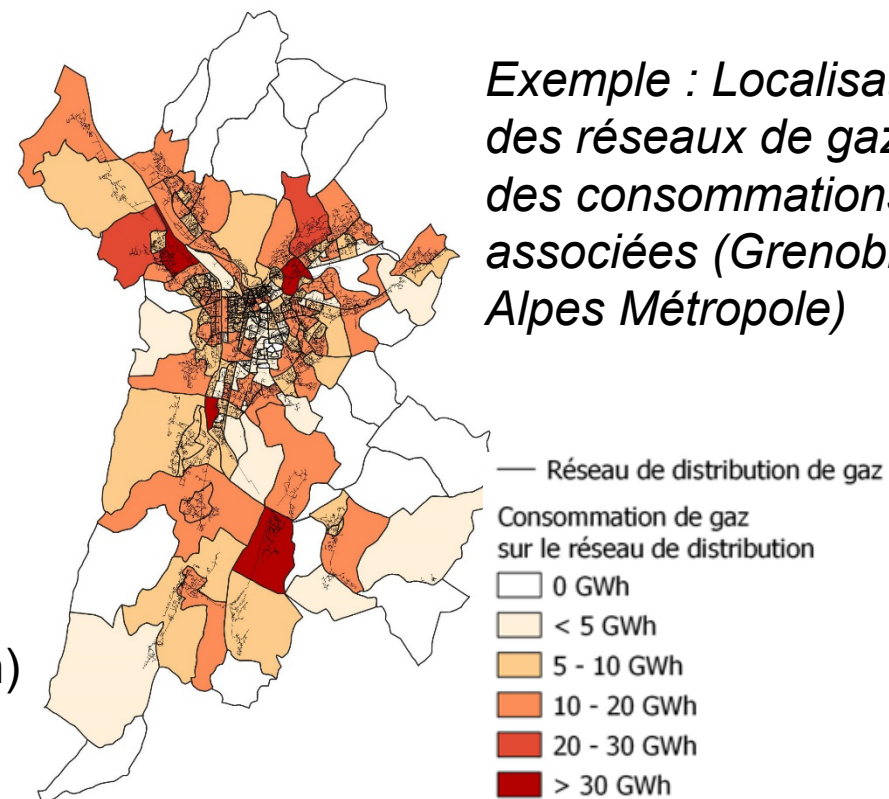 Exemple : Localisa
des réseaux de gaz
des consommations
associées (Grenob
Alpes Métropole)
Réseau de distribution de gaz
Consommation de gaz
sur le réseau de distribution
0 GWh
< 5 GWh
5 - 10 GWh
10 - 20 GWh
20 - 30 GWh
> 30 GWh
)